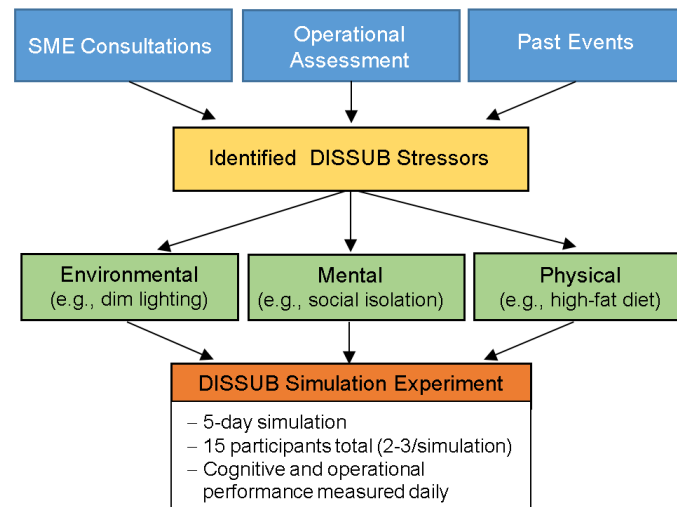 SME Consultations
Operational
Assessment
Past Events
Identified DISSUB Stressors
Environmental
(e.g., dim lighting)
Mental
(e.g., social isolation)
Physical
(e.g., high-fat diet)
DISSUB Simulation Experiment
– 5-day simulation
– 15 participants total (2-3/simulation)
– Cognitive and operational
performance measured daily